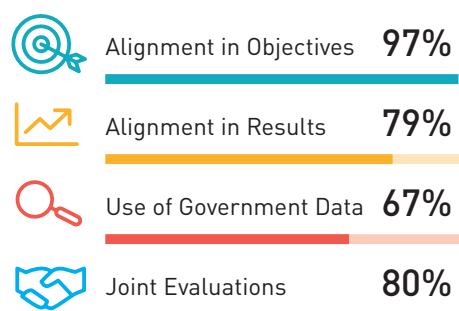 Alignment in Objectives 97%
Alignment in Results 79%
Use of Government Data 67%
Joint Evaluations 80%